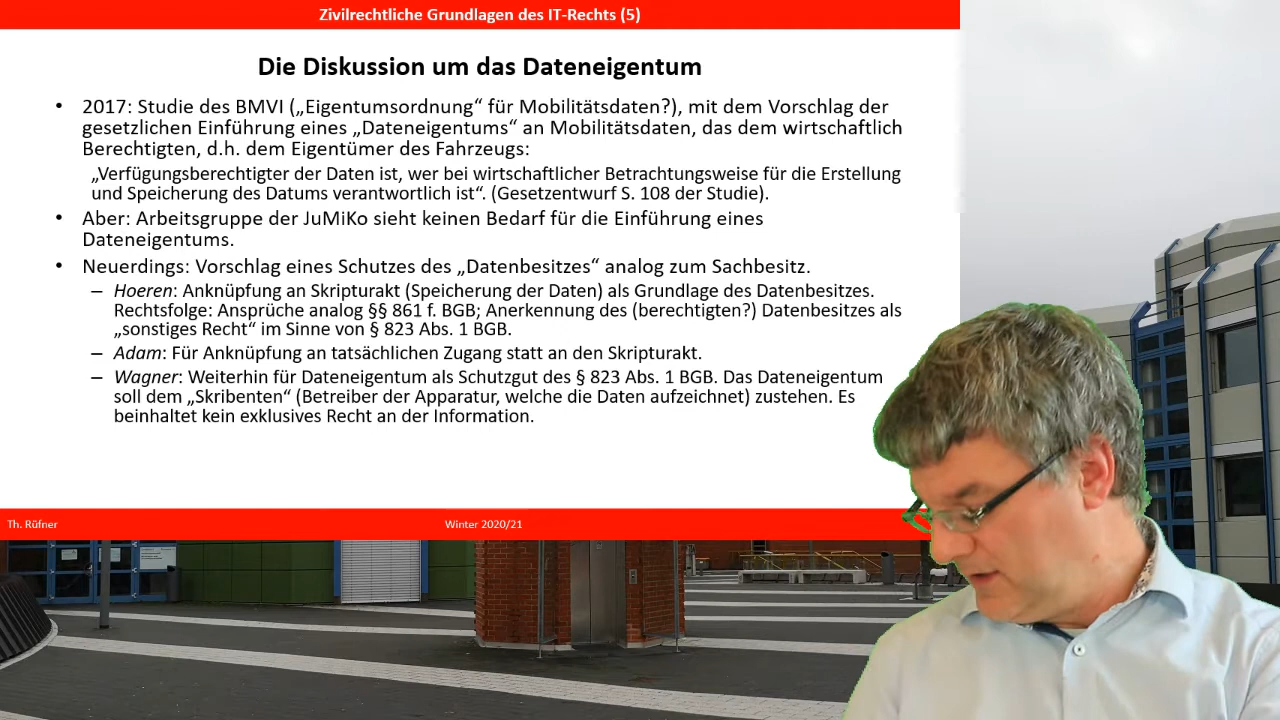 Zivilrechtliche Grundlagen des IT-Rechts (5)
Die Diskussion um das Dateneigentum
• 2017: Studie des BMVI („Eigentumsordnung“ für Mobilitätsdaten?), mit dem Vorschlag der
gesetzlichen Einführung eines „Dateneigentums“ an Mobilitätsdaten, das dem wirtschaftlich
Berechtigten, d.h. dem Eigentümer des Fahrzeugs:
„Verfügungsberechtigter der Daten ist, wer bei wirtschaftlicher Betrachtungsweise für die Erstellung
und Speicherung des Datums verantwortlich ist“. (Gesetzentwurf S. 108 der Studie).
• Aber: Arbeitsgruppe der JuMiKo sieht keinen Bedarf für die Einführung eines
Dateneigentums.
• Neuerdings: Vorschlag eines Schutzes des „Datenbesitzes“ analog zum Sachbesitz.
– Hoeren: Anknüpfung an Skripturakt (Speicherung der Daten) als Grundlage des Datenbesitzes.
Rechtsfolge: Ansprüche analog §§ 861 f. BGB; Anerkennung des (berechtigten?) Datenbesitzes als
„sonstiges Recht“ im Sinne von § 823 Abs. 1 BGB.
– Adam: Für Anknüpfung an tatsächlichen Zugang statt an den Skripturakt.
– Wagner: Weiterhin für Dateneigentum als Schutzgut des § 823 Abs. 1 BGB. Das Dateneigentum
soll dem „Skribenten“ (Betreiber der Apparatur, welche die Daten aufzeichnet) zustehen. Es
beinhaltet kein exklusives Recht an der Information.
Th. Rüfner
Winter 2020/21